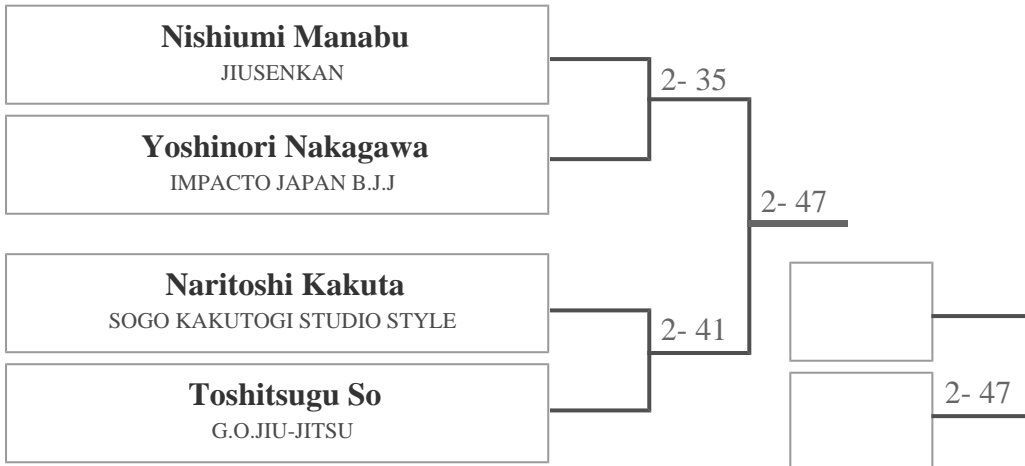 Nishiumi Manabu
JIUSENKAN
2- 35
Yoshinori Nakagawa
IMPACTO JAPAN B.J.J
2- 47
Naritoshi Kakuta
SOGO KAKUTOGI STUDIO STYLE
2- 41
Toshitsugu So
G.O.JIU-JITSU
2- 47